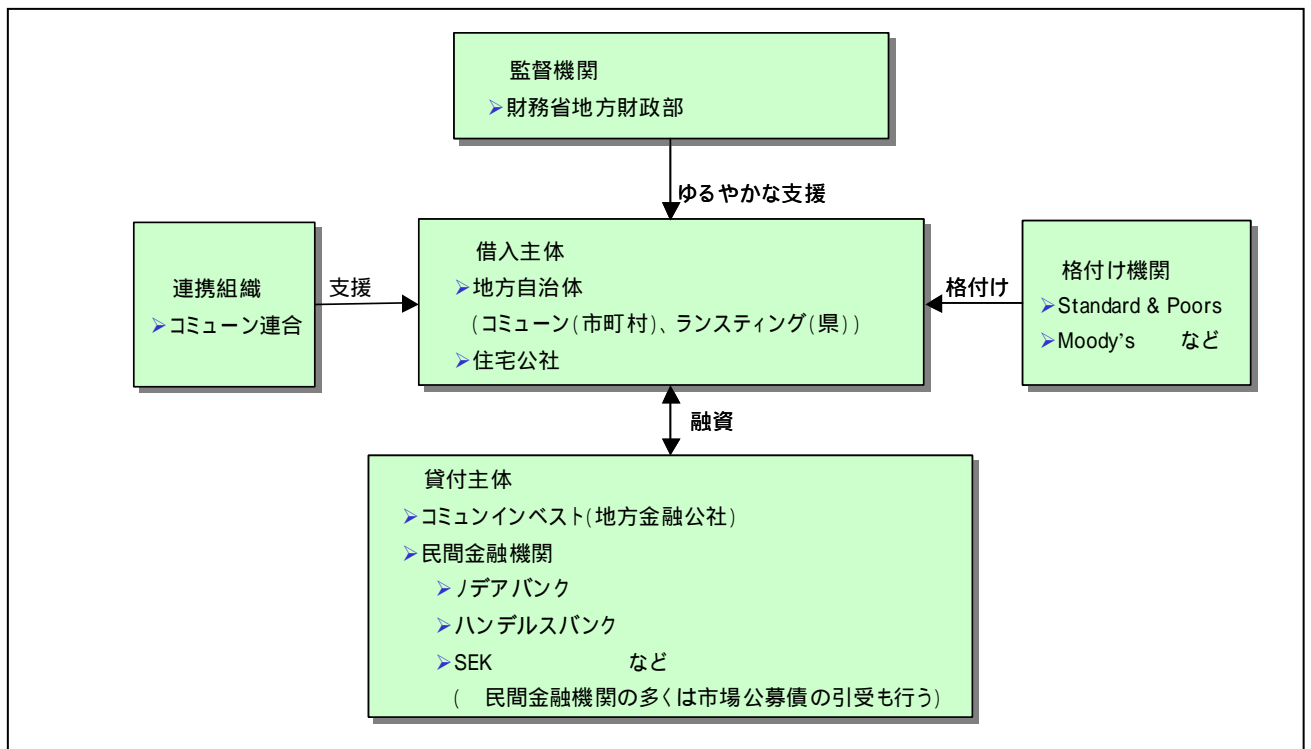 監督機関
➢財務省地方財政部
ゆるやかな支援
連携組織
➢コミューン連合
支援
借入主体
➢地方自治体
(コミューン(市町村)、ランスティング(県))
➢住宅公社
格付け
格付け機関
➢Standard & Poors
➢Moody's など
融資
貸付主体
➢コミュンインベスト(地方金融公社)
➢民間金融機関
➢ノデアバンク
➢ハンデルスバンク
➢SEK など
( 民間金融機関の多くは市場公募債の引受も行う)